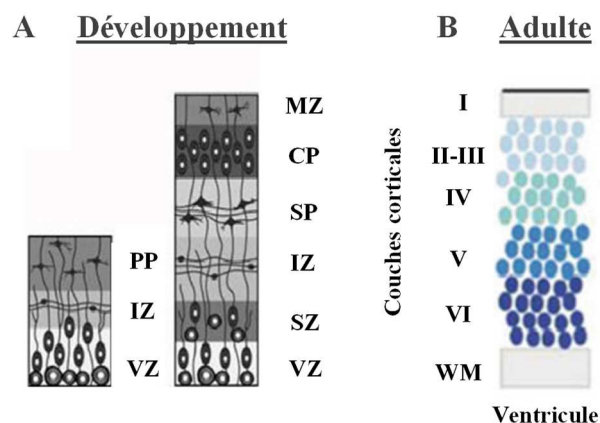 A Développement
MZ
CP
SP
IZ
SZ
VZ
PP
IZ
VZ
B Adulte
Couches corticales
I
II-III
IV
V
VI
WM
Ventricule